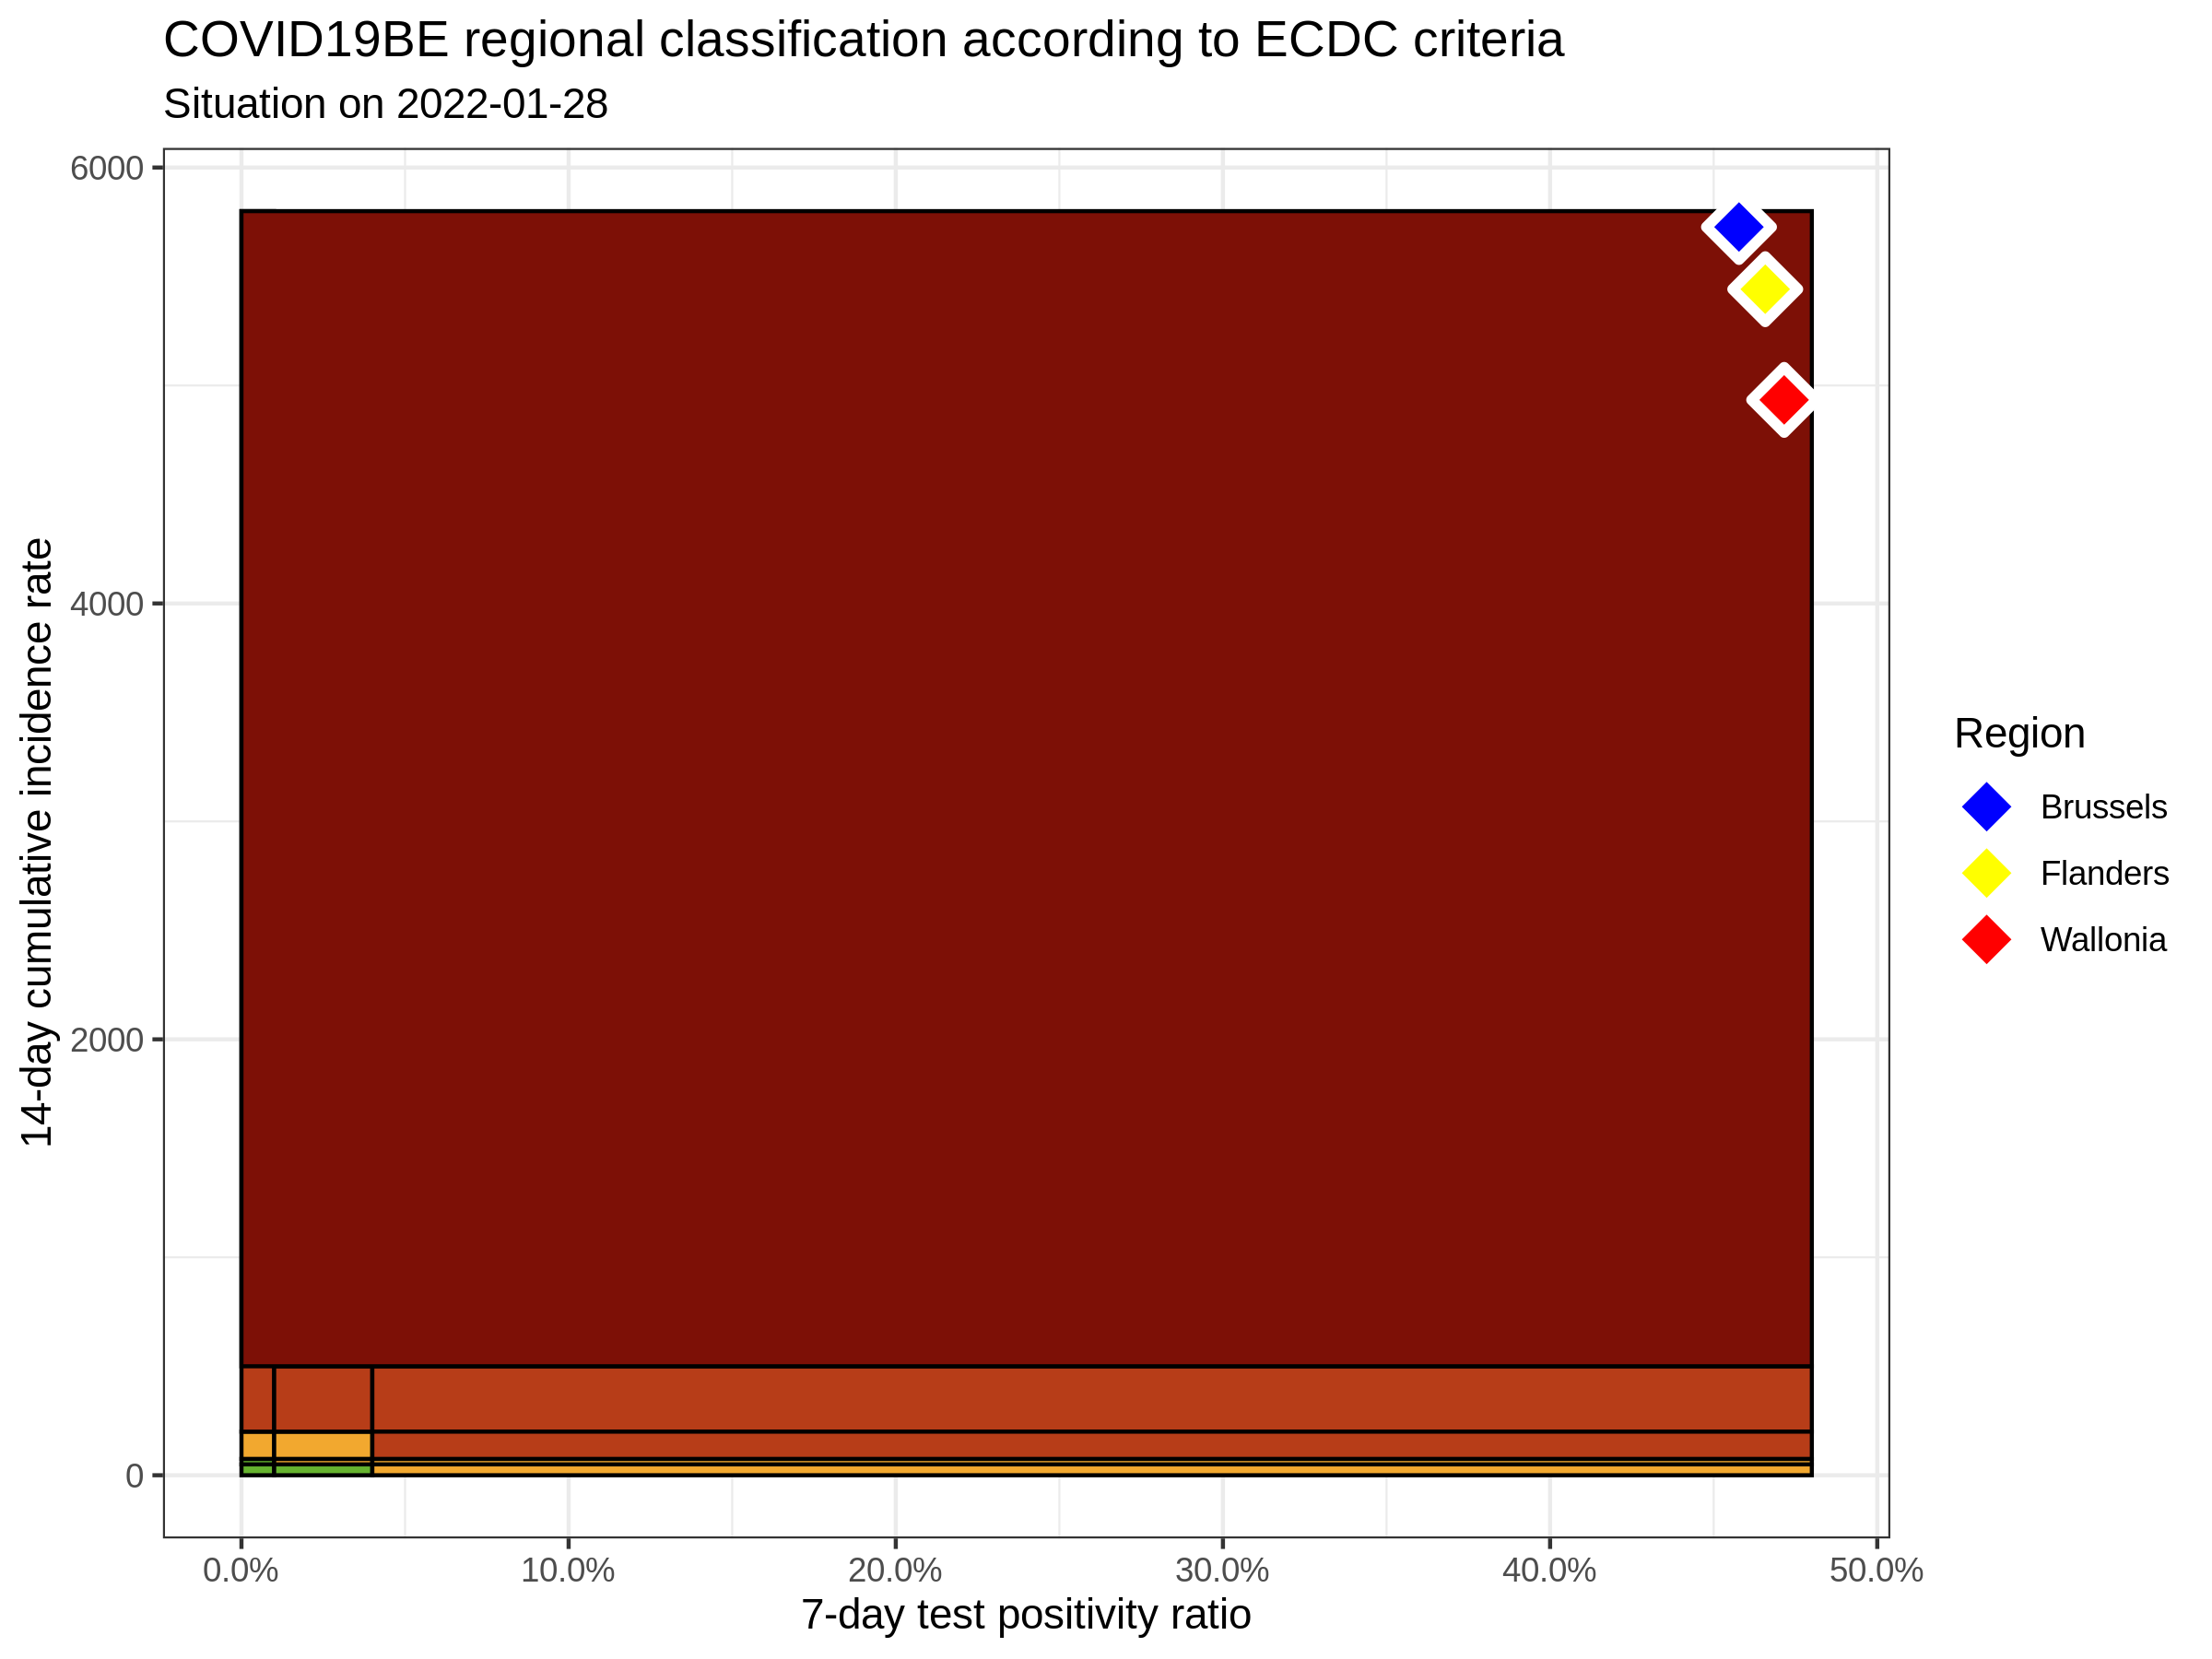 COVID19BE regional classification according to ECDC criteria
Situation on 2022-01-28
6000
4000
2000
0
14-day cumulative incidence rate
0.0%
10.0%
20.0%
30.0%
40.0%
50.0%
7-day test positivity ratio
Region
Brussels
Flanders
Wallonia